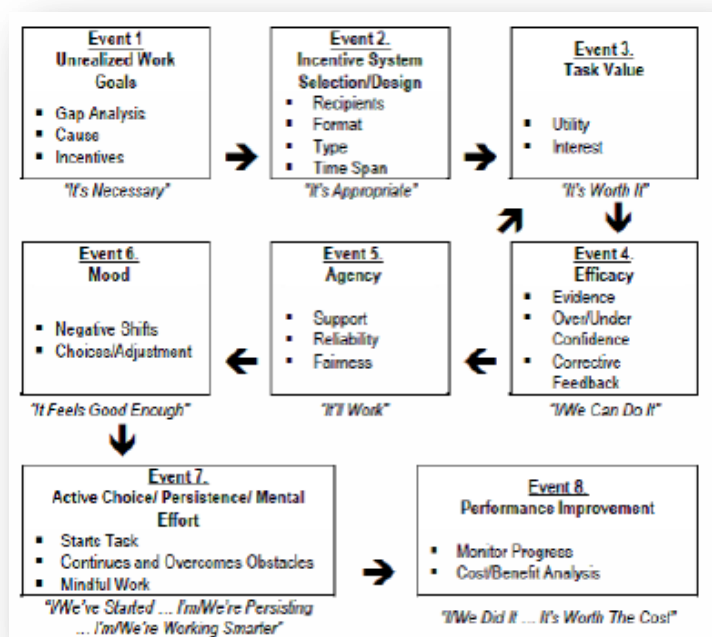 Event 1
Unrealized Work
Goals
▪ Gap Analysis
▪ Cause
▪ Incentives
"It's Necessary"
Event 2.
Incentive System
Selection/Design
▪ Recipients
▪ Format
▪ Type
▪ Time Span
"It's Appropriate"
Event 3.
Task Value
▪ Utility
▪ Interest
"It's Worth It"
Event 6.
Mood
▪ Negative Shifts
▪ Choices/Adjustment
"It Feels Good Enough"
Event 5.
Agency
▪ Support
▪ Reliability
▪ Fairness
"It'll Work"
Event 4.
Efficacy
▪ Evidence
▪ Over/Under
Confidence
▪ Corrective
Feedback
"I/We Can Do It"
Event 7.
Active Choice/ Persistence/ Mental
Effort
▪ Starts Task
▪ Continues and Overcomes Obstacles
▪ Mindful Work
"I/We've Started ... I'm/We're Persisting
... I'm/We're Working Smarter"
Event 8.
Performance Improvement
▪ Monitor Progress
▪ Cost/Benefit Analysis
"I/We Did It ... It's Worth The Cost"